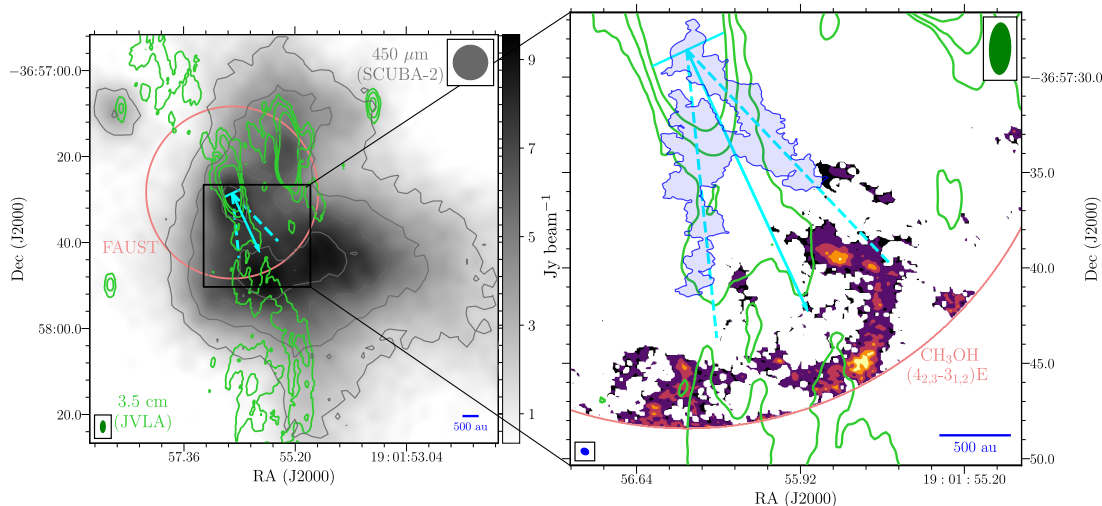 450 μm
(SCUBA-2)
FAUST
3.5 cm
(JVLA)
500 au
−36:57:00.0
20.0
40.0
58:00.0
20.0
Dec (J2000)
57.36
55.20
19:01:53.04
RA (J2000)
9
7
5
3
1
Jy beam⁻¹
CH₃OH
(4₂,₃-3₁,₂)E
500 au
−36:57:30.0
35.0
40.0
45.0
50.0
Dec (J2000)
56.64
55.92
19:01:55.20
RA (J2000)